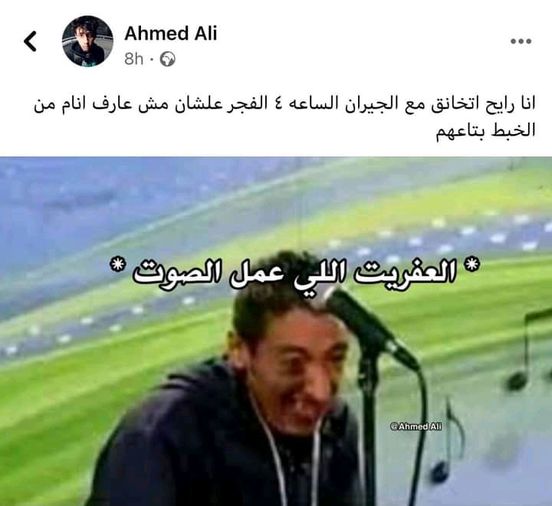 Ahmed Ali
8h
انا رايح اتخانق مع الجيران الساعه ٤ الفجر علشان مش عارف انام من
الخبط بتاعهم
* العفريت اللي عمل الصوت *
@Ahmed Ali